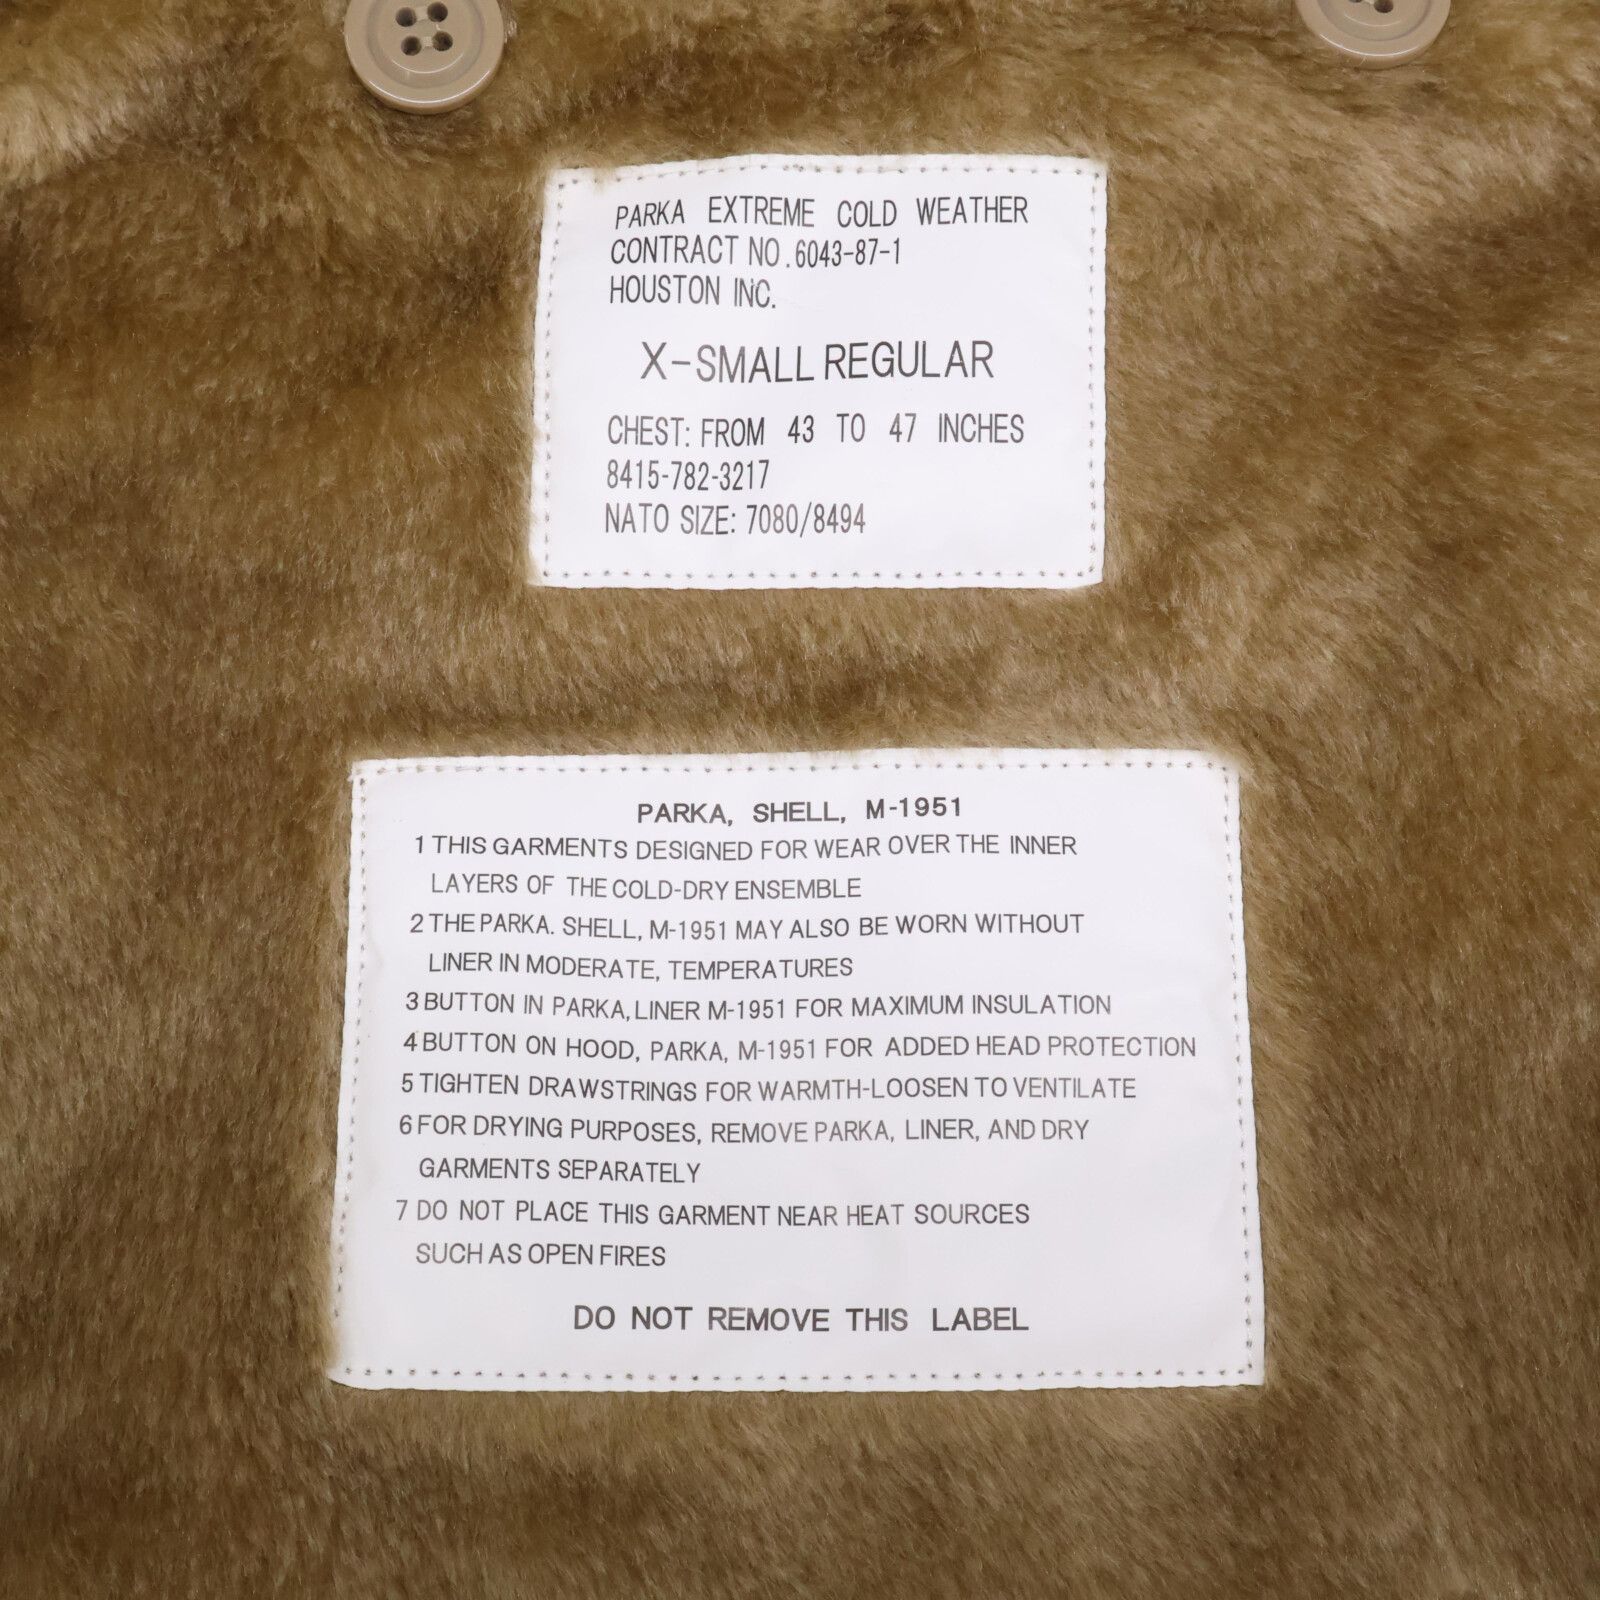 PARKA EXTREME COLD WEATHER
CONTRACT NO.6043-87-1
HOUSTON INC.
X-SMALL REGULAR
CHEST: FROM 43 TO 47 INCHES
8415-782-3217
NATO SIZE: 7080/8494
PARKA, SHELL, M-1951
1 THIS GARMENTS DESIGNED FOR WEAR OVER THE INNER
LAYERS OF THE COLD-DRY ENSEMBLE
2 THE PARKA. SHELL, M-1951 MAY ALSO BE WORN WITHOUT
LINER IN MODERATE, TEMPERATURES
3 BUTTON IN PARKA, LINER M-1951 FOR MAXIMUM INSULATION
4 BUTTON ON HOOD, PARKA, M-1951 FOR ADDED HEAD PROTECTION
5 TIGHTEN DRAWSTRINGS FOR WARMTH-LOOSEN TO VENTILATE
6 FOR DRYING PURPOSES, REMOVE PARKA, LINER, AND DRY
GARMENTS SEPARATELY
7 DO NOT PLACE THIS GARMENT NEAR HEAT SOURCES
SUCH AS OPEN FIRES
DO NOT REMOVE THIS LABEL